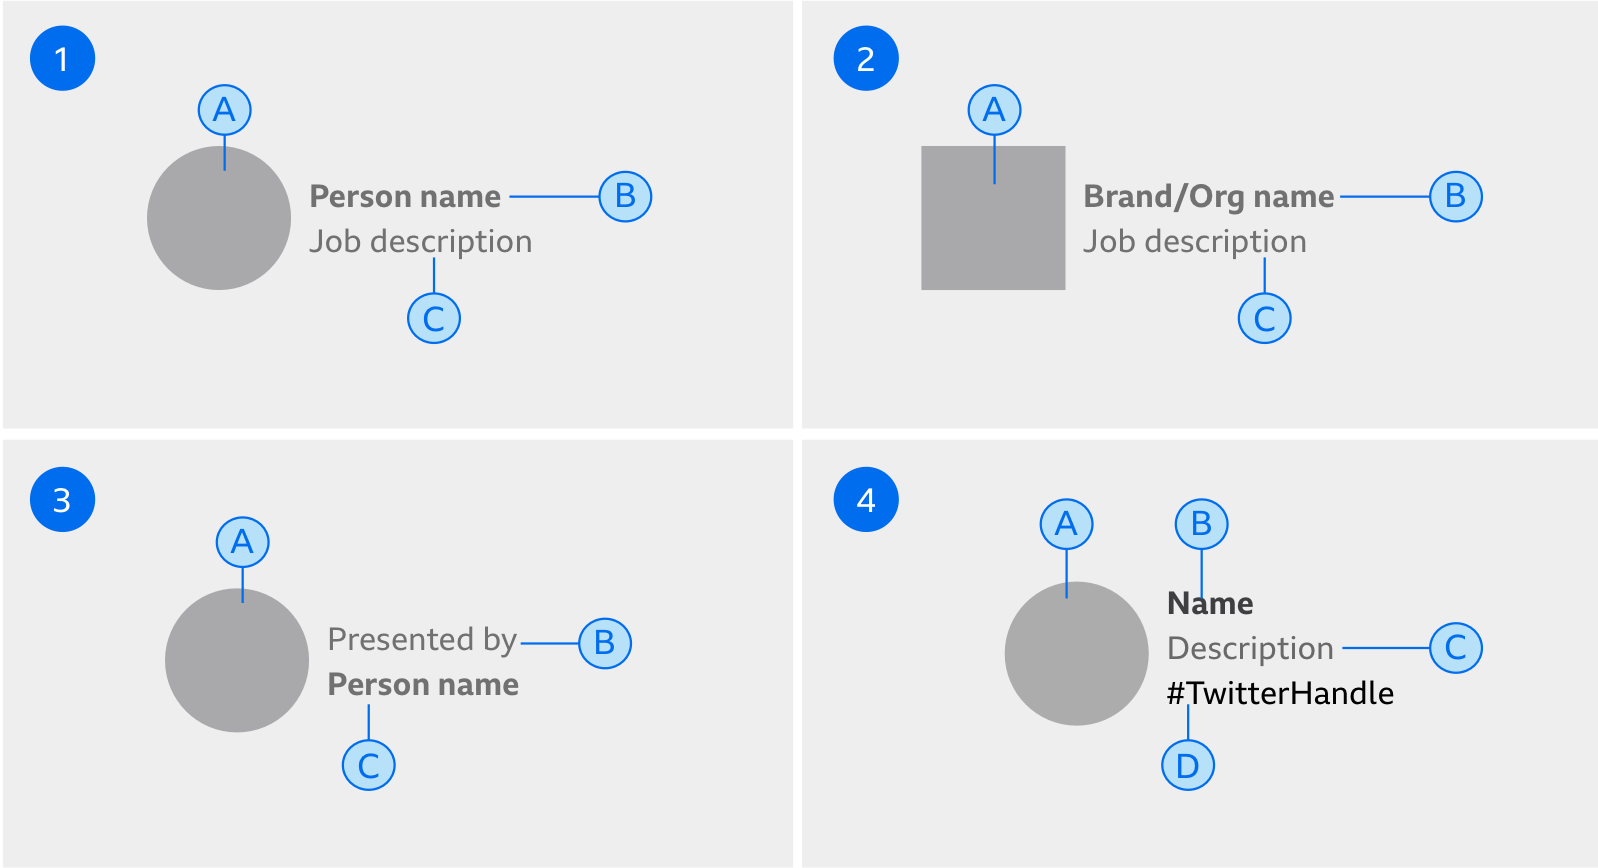 1
A
Person name
B
Job description
C
2
A
Brand/Org name
B
Job description
C
3
A
Presented by
B
Person name
C
4
A
B
Name
Description
C
#TwitterHandle
D